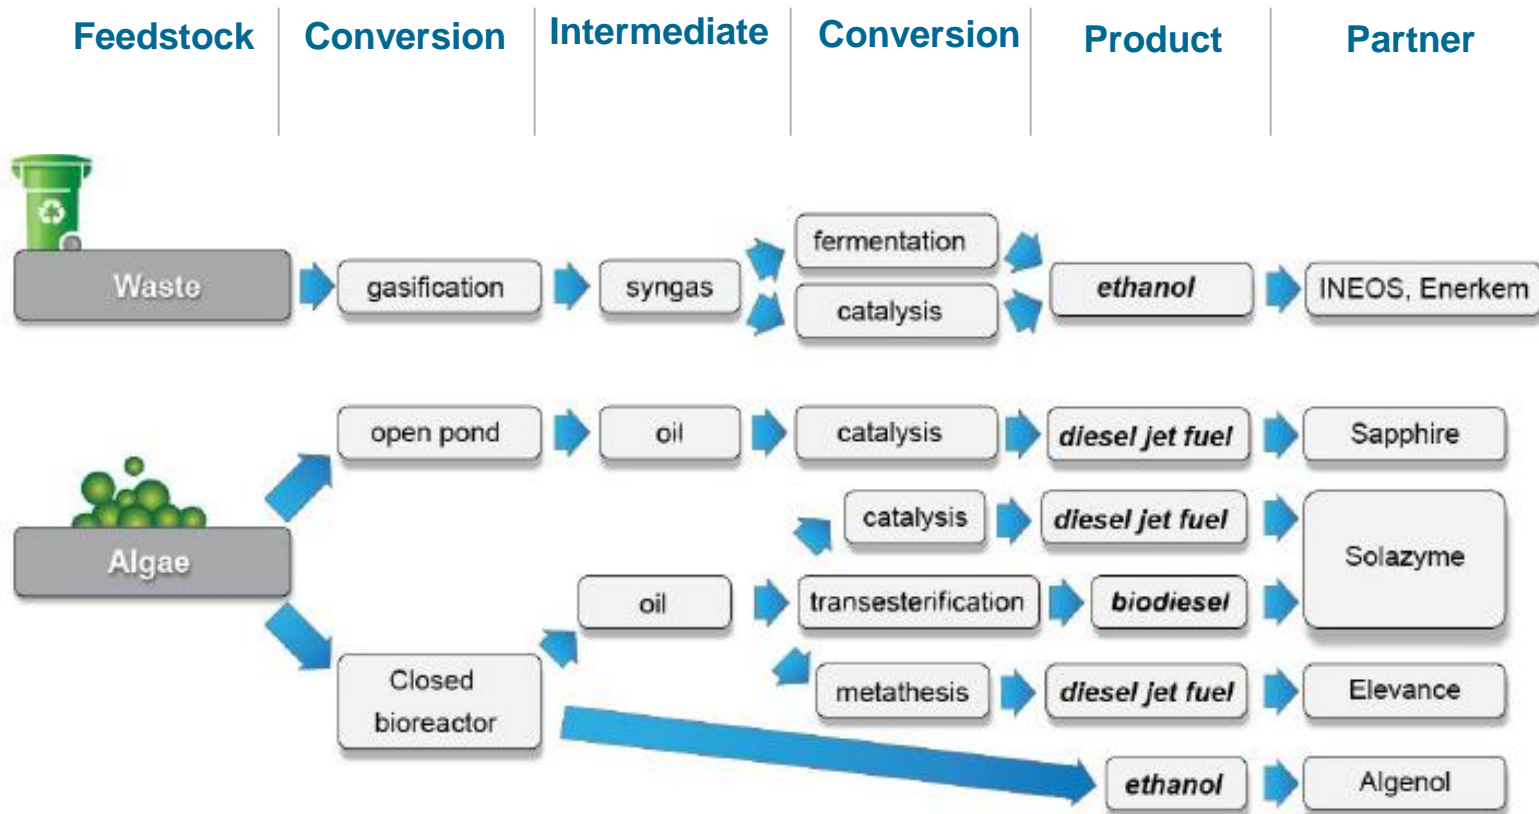 Feedstock
Conversion
Intermediate
Conversion
Product
Partner
Waste
gasification
syngas
fermentation
catalysis
ethanol
INEOS, Enerkem
Algae
open pond
oil
catalysis
diesel jet fuel
Sapphire
catalysis
diesel jet fuel
Solazyme
Closed
bioreactor
oil
transesterification
biodiesel
metathesis
diesel jet fuel
Elevance
ethanol
Algenol